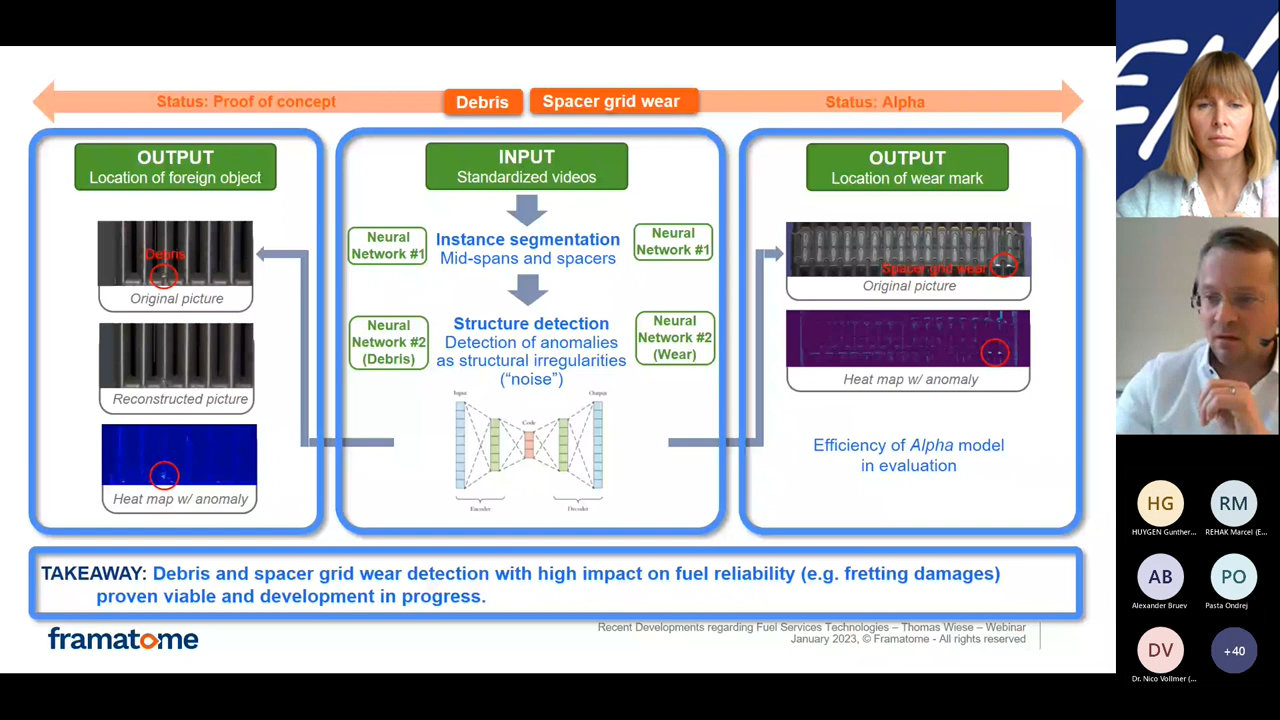 Status: Proof of concept
Debris
Spacer grid wear
Status: Alpha
OUTPUT
Location of foreign object
Debris
Original picture
Reconstructed picture
Heat map w/ anomaly
INPUT
Standardized videos
Neural
Network #1
Instance segmentation
Mid-spans and spacers
Neural
Network #1
Neural
Network #2
(Debris)
Structure detection
Detection of anomalies
as structural irregularities
(“noise”)
Neural
Network #2
(Wear)
Input
Code
Output
Encoder
Decoder
OUTPUT
Location of wear mark
Spacer grid wear
Original picture
Heat map w/ anomaly
Efficiency of Alpha model
in evaluation
TAKEAWAY: Debris and spacer grid wear detection with high impact on fuel reliability (e.g. fretting damages)
proven viable and development in progress.
framatome
Recent Developments regarding Fuel Services Technologies – Thomas Wiese – Webinar
January 2023, © Framatome - All rights reserved
EN
HG
RM
HUYGEN Gunther...
REHAK Marcel (E...
AB
PO
Alexander Bruev
Pasta Ondrej
DV
+40
Dr. Nico Vollmer (...